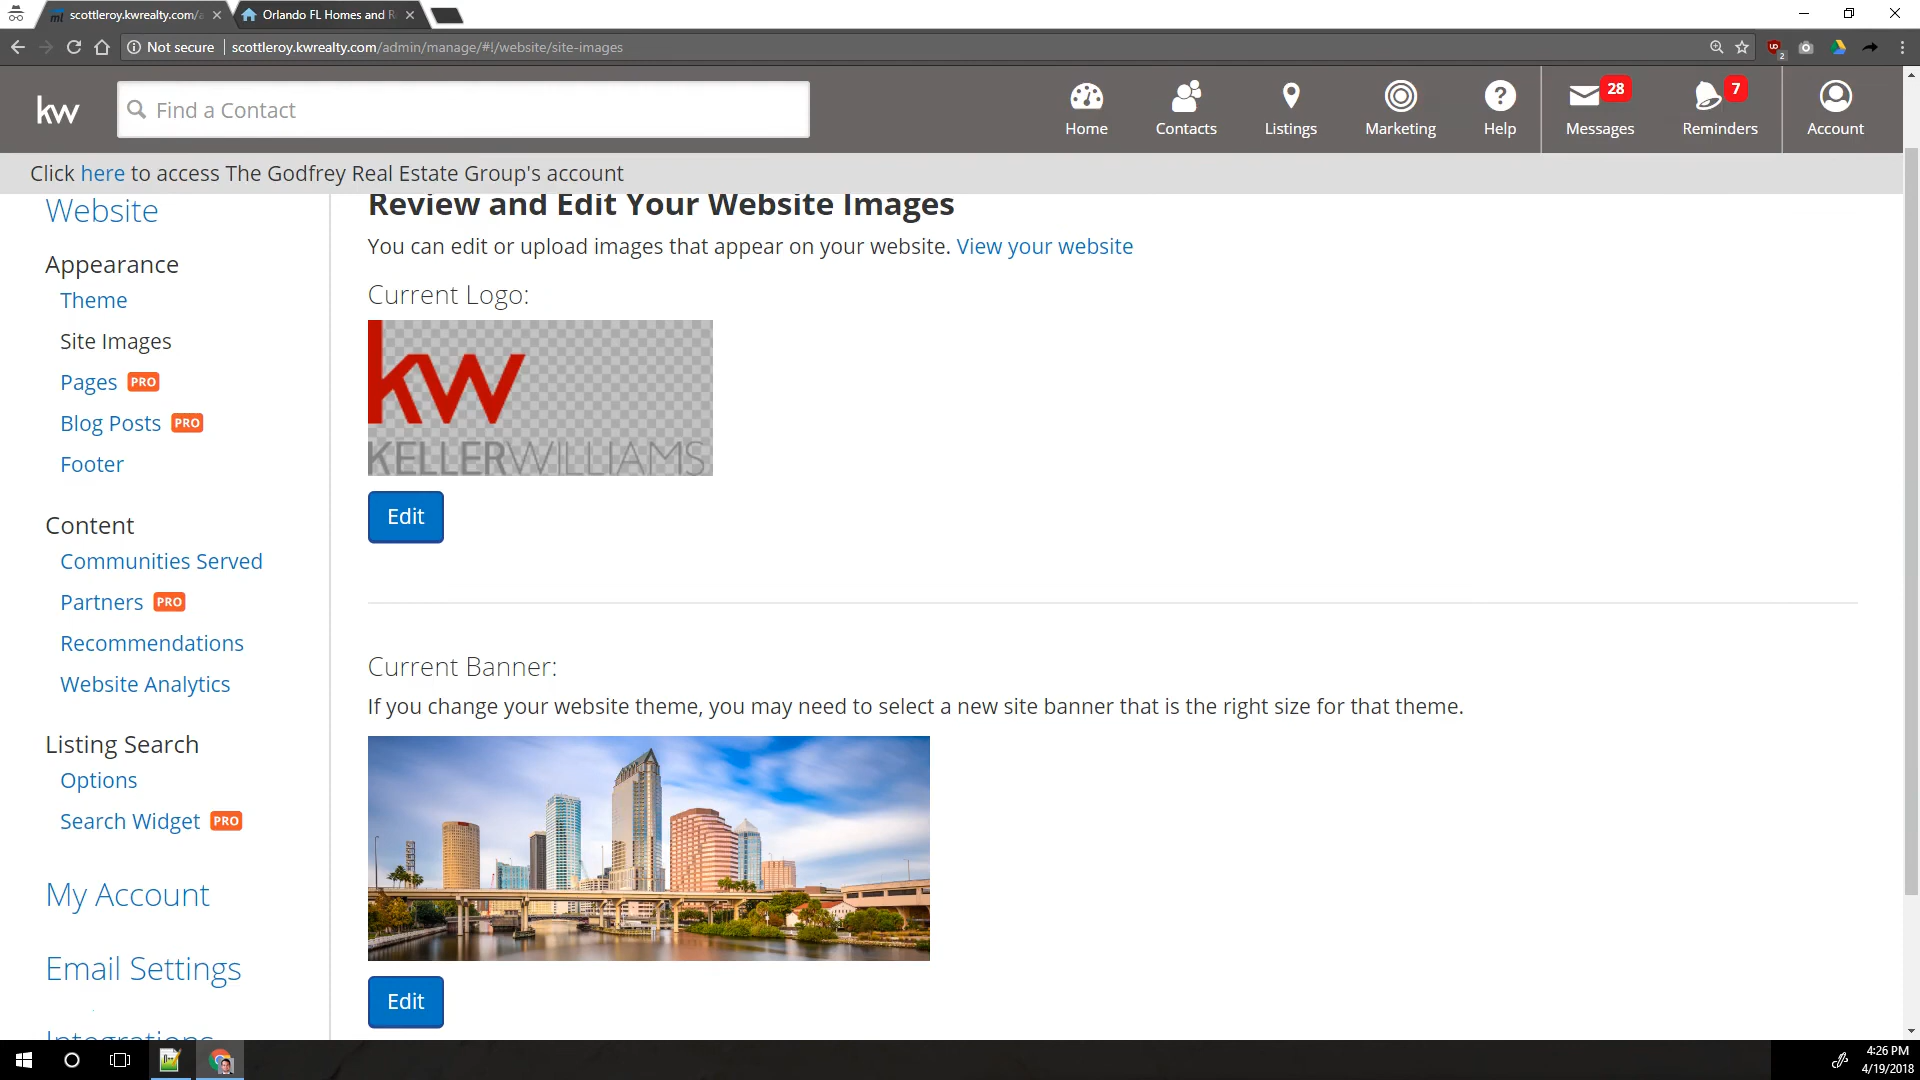 scottleroy.kwrealty.com/a
Orlando FL Homes and R
Not secure
scottleroy.kwrealty.com/admin/manage/#!/website/site-images
2
kw
Find a Contact
Home
Contacts
Listings
Marketing
Help
28
Messages
7
Reminders
Account
Click here to access The Godfrey Real Estate Group's account
Website
Appearance
Theme
Site Images
Pages PRO
Blog Posts PRO
Footer
Content
Communities Served
Partners PRO
Recommendations
Website Analytics
Listing Search
Options
Search Widget PRO
My Account
Email Settings
Integrations
Review and Edit Your Website Images
You can edit or upload images that appear on your website. View your website
Current Logo:
kw
KELLERWILLIAMS
Edit
Current Banner:
If you change your website theme, you may need to select a new site banner that is the right size for that theme.
Edit
4:26 PM
4/19/2018